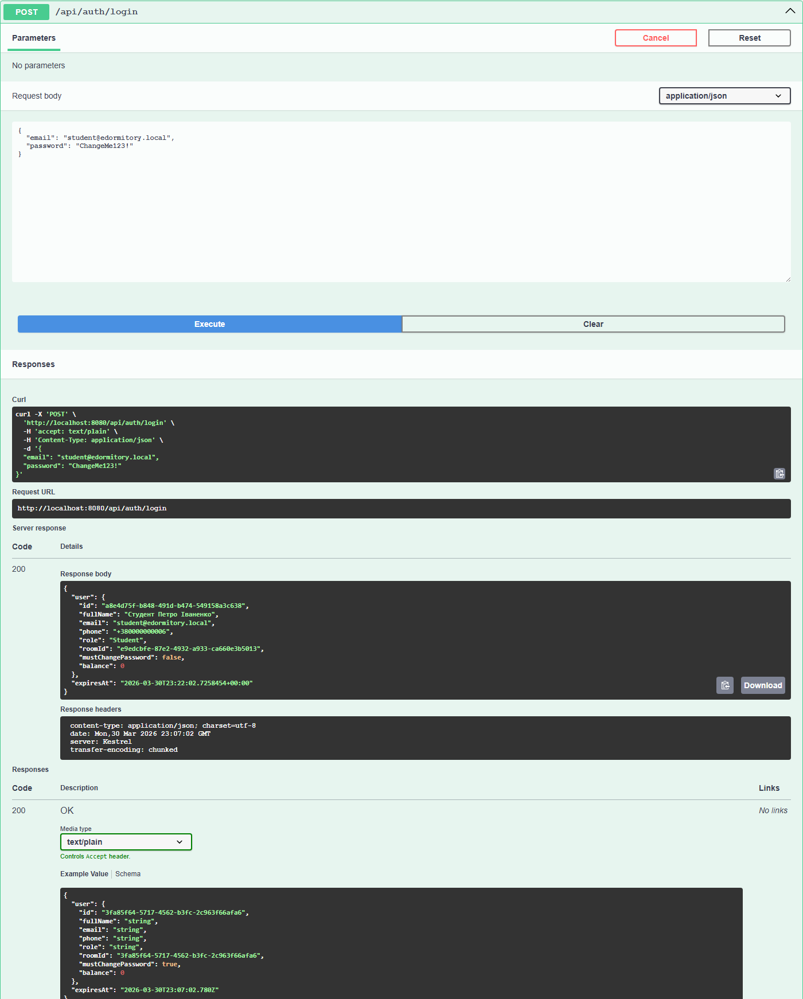 POST /api/auth/login
Parameters
Cancel
Reset
No parameters
Request body
application/json
{
  "email": "student@edormitory.local",
  "password": "ChangeMe123!"
}
Execute
Clear
Responses
Curl
curl -X 'POST' \
  'http://localhost:8080/api/auth/login' \
  -H 'accept: text/plain' \
  -H 'Content-Type: application/json' \
  -d '{
  "email": "student@edormitory.local",
  "password": "ChangeMe123!"
}'
Request URL
http://localhost:8080/api/auth/login
Server response
Code Details
200
Response body
{
  "user": {
    "id": "a8e4d75f-b848-491d-b474-549158a3c638",
    "fullName": "Студент Петро Іваненко",
    "email": "student@edormitory.local",
    "phone": "+380000000006",
    "role": "Student",
    "roomId": "e9edcbfe-87e2-4932-a933-ca660e3b5013",
    "mustChangePassword": false,
    "balance": 0
  },
  "expiresAt": "2026-03-30T23:22:02.7258454+00:00"
}
Download
Response headers
content-type: application/json; charset=utf-8
date: Mon,30 Mar 2026 23:07:02 GMT
server: Kestrel
transfer-encoding: chunked
Responses
Code Description Links
200 OK No links
Media type
text/plain
Controls Accept header.
Example Value Schema
{
  "user": {
    "id": "3fa85f64-5717-4562-b3fc-2c963f66afa6",
    "fullName": "string",
    "email": "string",
    "phone": "string",
    "role": "string",
    "roomId": "3fa85f64-5717-4562-b3fc-2c963f66afa6",
    "mustChangePassword": true,
    "balance": 0
  },
  "expiresAt": "2026-03-30T23:07:02.780Z"
}